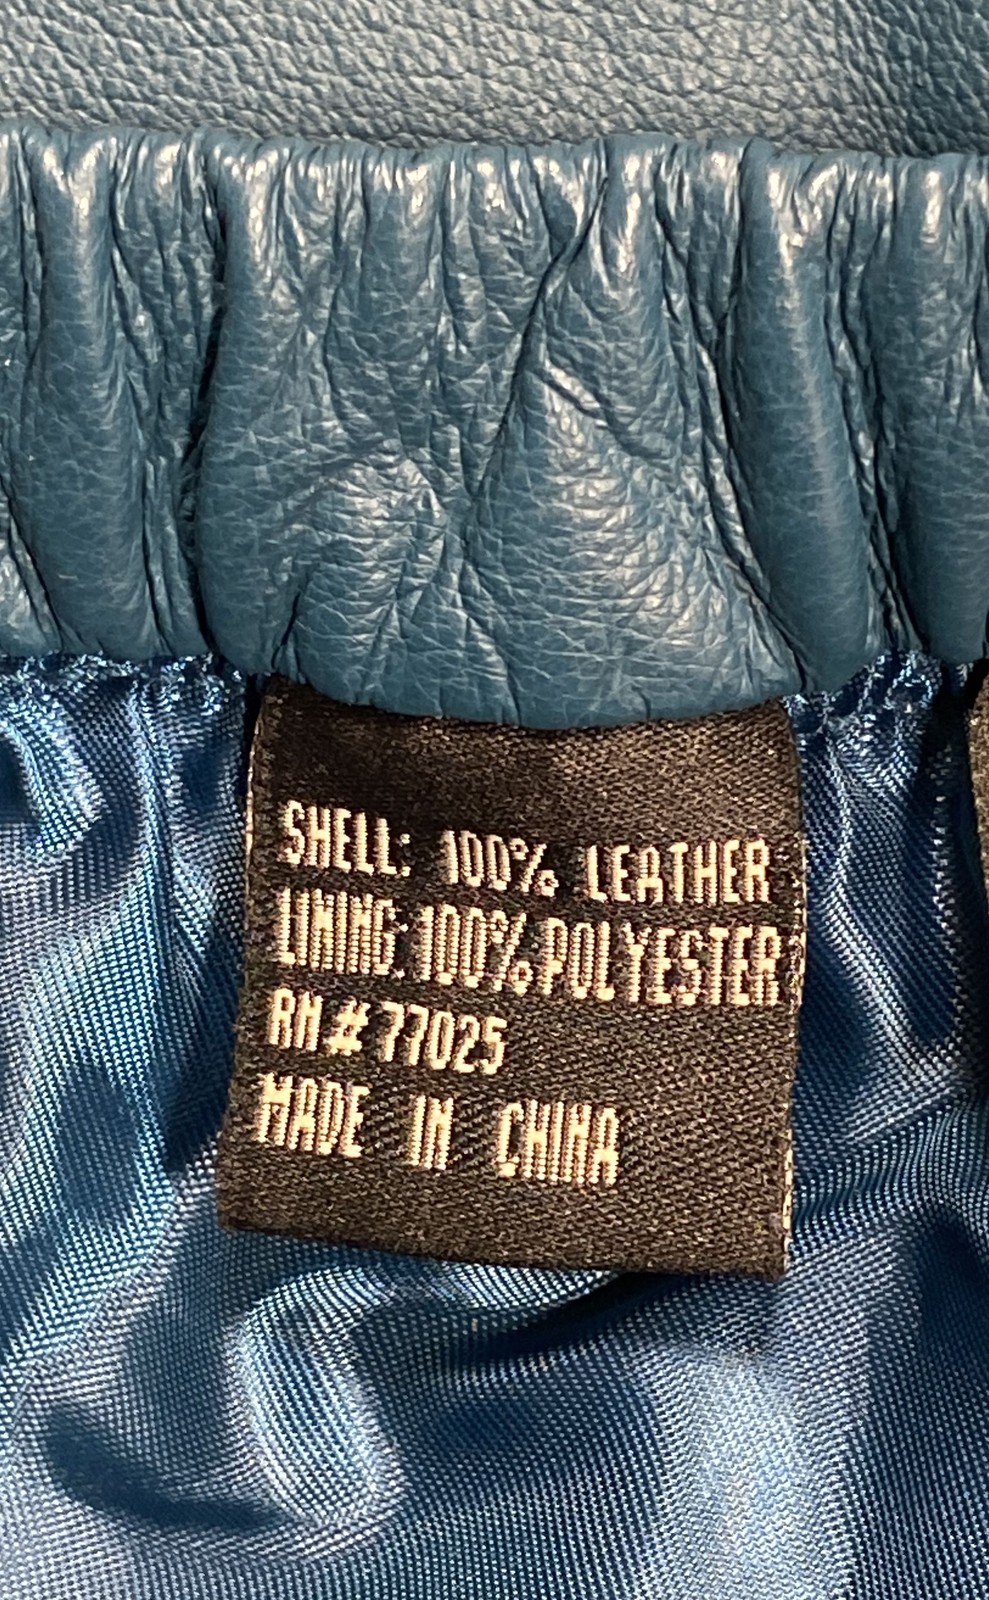 SHELL: 100% LEATHER
LINING: 100% POLYESTER
RN # 77025
MADE IN CHINA